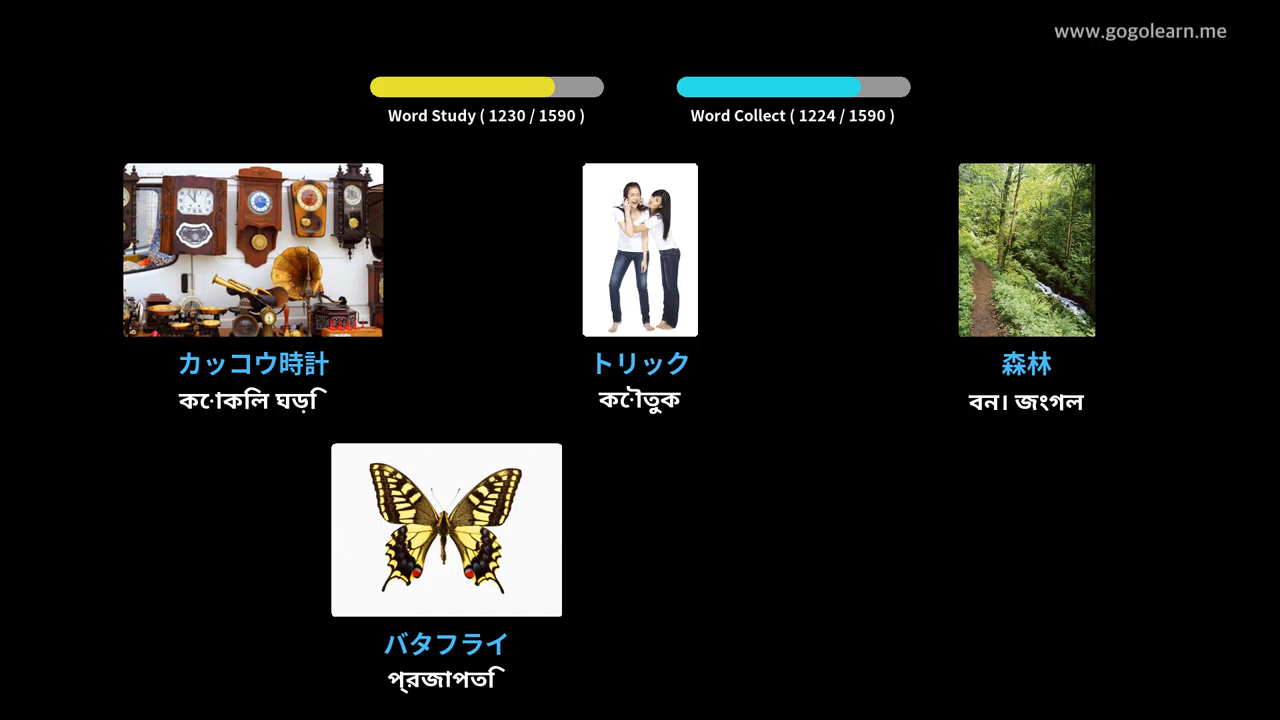 www.gogolearn.me
Word Study ( 1230 / 1590 )
Word Collect ( 1224 / 1590 )
カッコウ時計
トリック
森林
কোকিল ঘড়ি
কৌতুক
বন। জংগল
バタフライ
প্রজাপতি